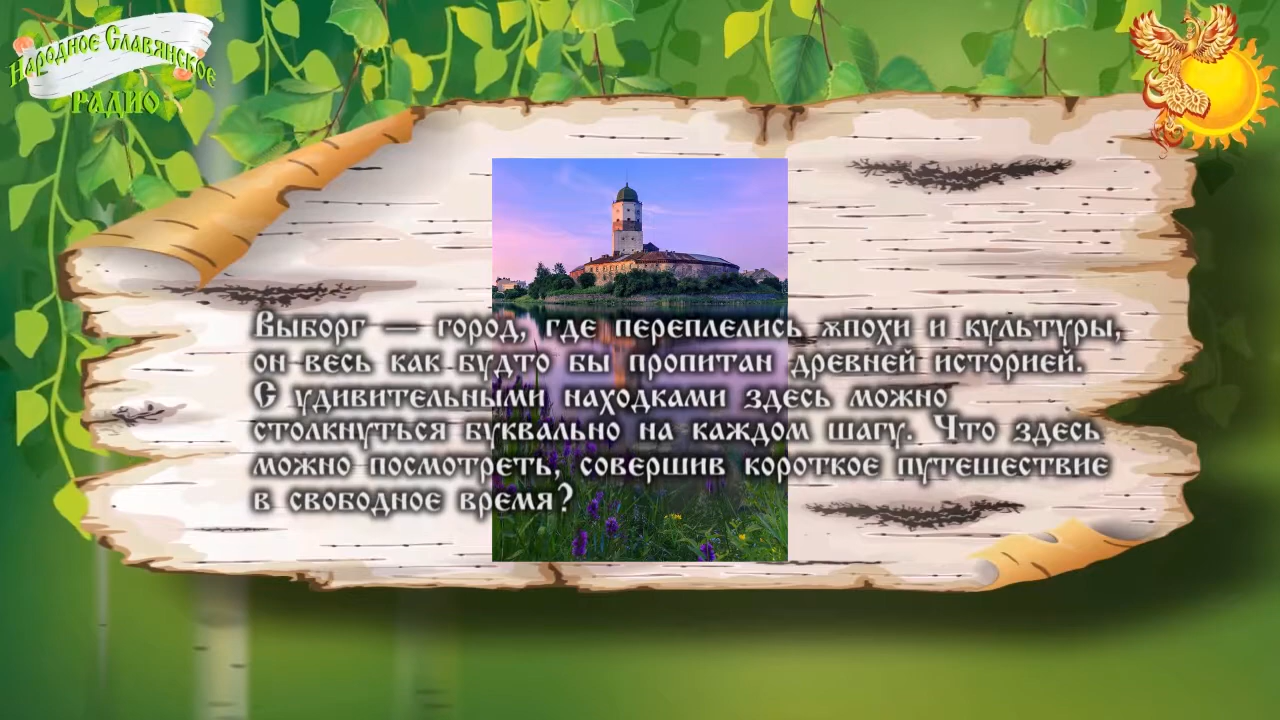 Народное Славянское
РАДИО
Выборг — город, где переплелись ѫпохи и культуры,
он весь как будто бы пропитан древней историей.
С удивительными находками здесь можно
столкнуться буквально на каждом шагу. Что здесь
можно посмотреть, совершив короткое путешествие
в свободное время?